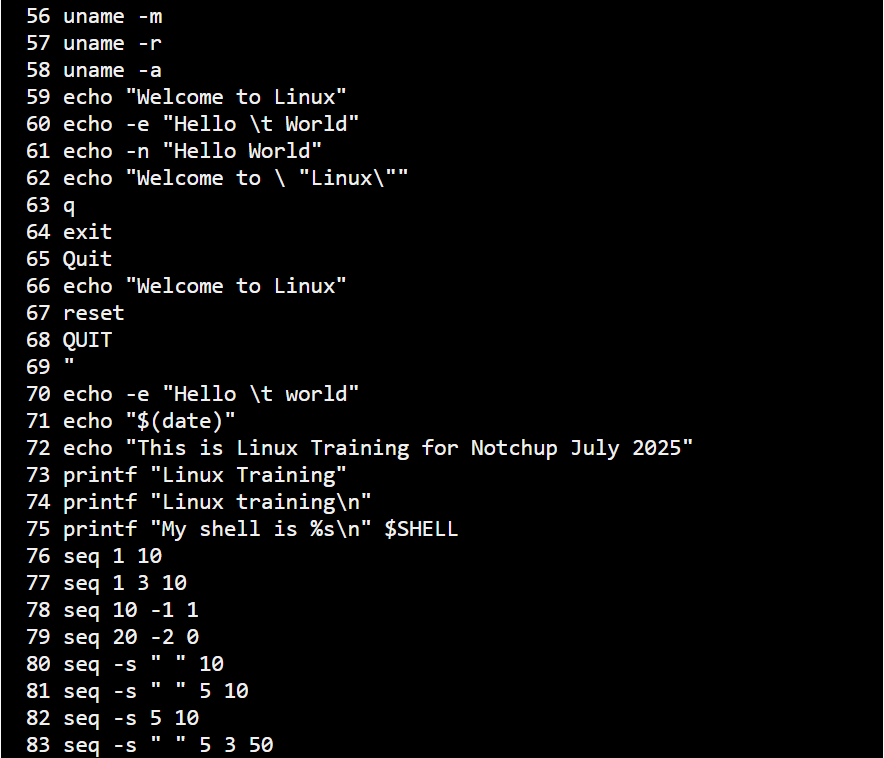 56 uname -m
57 uname -r
58 uname -a
59 echo "Welcome to Linux"
60 echo -e "Hello \t World"
61 echo -n "Hello World"
62 echo "Welcome to \ "Linux\""
63 q
64 exit
65 Quit
66 echo "Welcome to Linux"
67 reset
68 QUIT
69 "
70 echo -e "Hello \t world"
71 echo "$(date)"
72 echo "This is Linux Training for Notchup July 2025"
73 printf "Linux Training"
74 printf "Linux training\n"
75 printf "My shell is %s\n" $SHELL
76 seq 1 10
77 seq 1 3 10
78 seq 10 -1 1
79 seq 20 -2 0
80 seq -s " " 10
81 seq -s " " 5 10
82 seq -s 5 10
83 seq -s " " 5 3 50